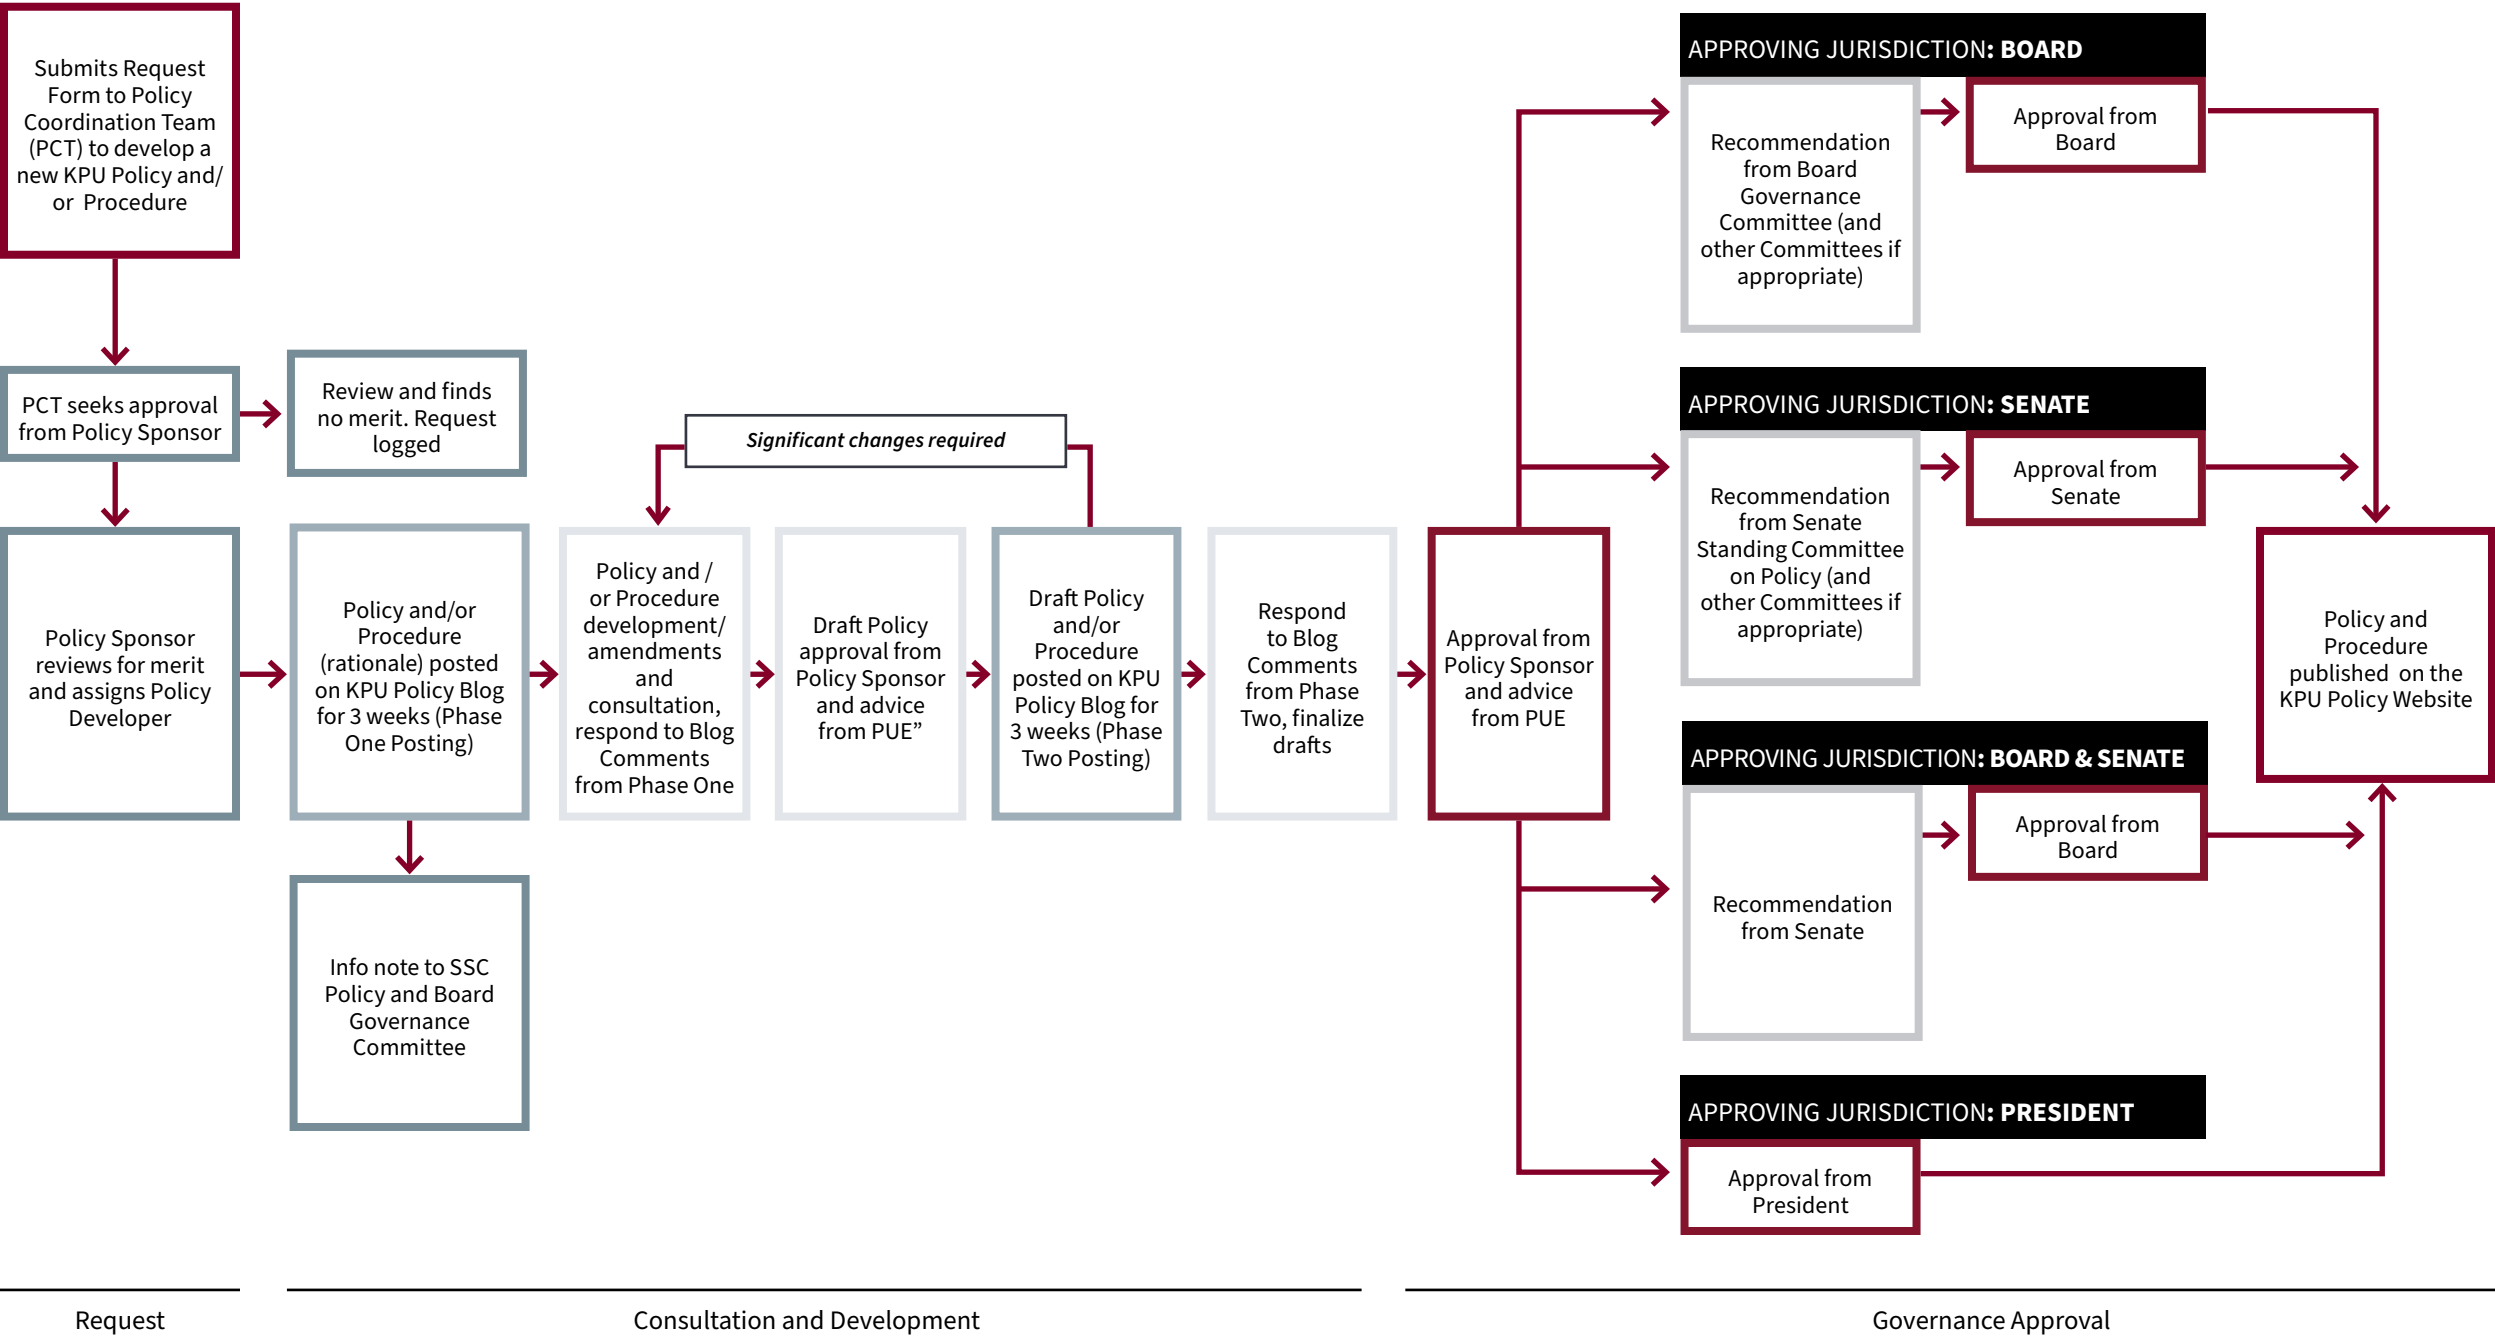 Submits Request
Form to Policy
Coordination Team
(PCT) to develop a
new KPU Policy and/
or Procedure
PCT seeks approval
from Policy Sponsor
Review and finds
no merit. Request
logged
Policy Sponsor
reviews for merit
and assigns Policy
Developer
Policy and/or
Procedure
(rationale) posted
on KPU Policy Blog
for 3 weeks (Phase
One Posting)
Info note to SSC
Policy and Board
Governance
Committee
Significant changes required
Policy and /
or Procedure
development/
amendments
and
consultation,
respond to Blog
Comments
from Phase One
Draft Policy
approval from
Policy Sponsor
and advice
from PUE”
Draft Policy
and/or
Procedure
posted on KPU
Policy Blog for
3 weeks (Phase
Two Posting)
Respond
to Blog
Comments
from Phase
Two, finalize
drafts
Approval from
Policy Sponsor
and advice
from PUE
APPROVING JURISDICTION: BOARD
Recommendation
from Board
Governance
Committee (and
other Committees if
appropriate)
Approval from
Board
APPROVING JURISDICTION: SENATE
Recommendation
from Senate
Standing Committee
on Policy (and
other Committees if
appropriate)
Approval from
Senate
APPROVING JURISDICTION: BOARD & SENATE
Recommendation
from Senate
Approval from
Board
APPROVING JURISDICTION: PRESIDENT
Approval from
President
Policy and
Procedure
published on the
KPU Policy Website
Request
Consultation and Development
Governance Approval